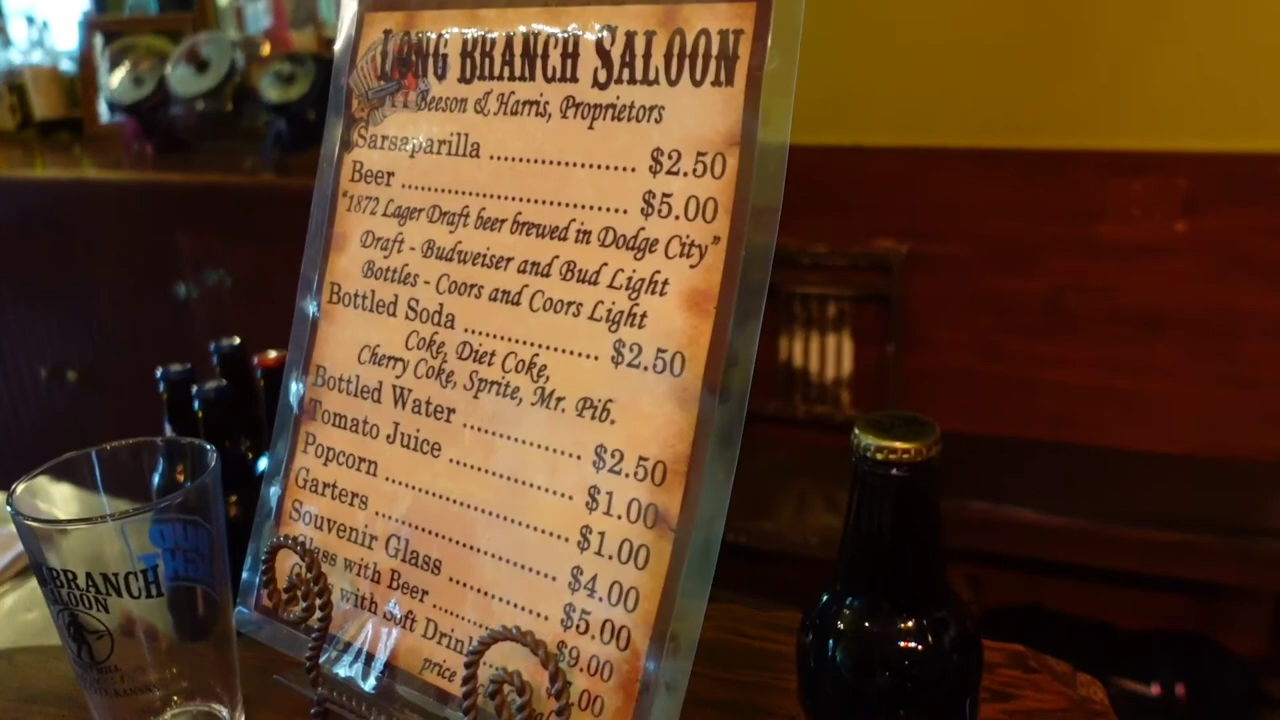 LONG BRANCH SALOON
Beeson & Harris, Proprietors
Sarsaparilla .................... $2.50
Beer ............................... $5.00
"1872 Lager Draft beer brewed in Dodge City"
Draft - Budweiser and Bud Light
Bottles - Coors and Coors Light
Bottled Soda .................. $2.50
Coke, Diet Coke,
Cherry Coke, Sprite, Mr. Pib.
Bottled Water ................. $2.50
Tomato Juice ................. $1.00
Popcorn ......................... $1.00
Garters .......................... $4.00
Souvenir Glass ............... $5.00
Glass with Beer .............. $9.00
with Soft Drink .00
price
BRANCH
SALOON